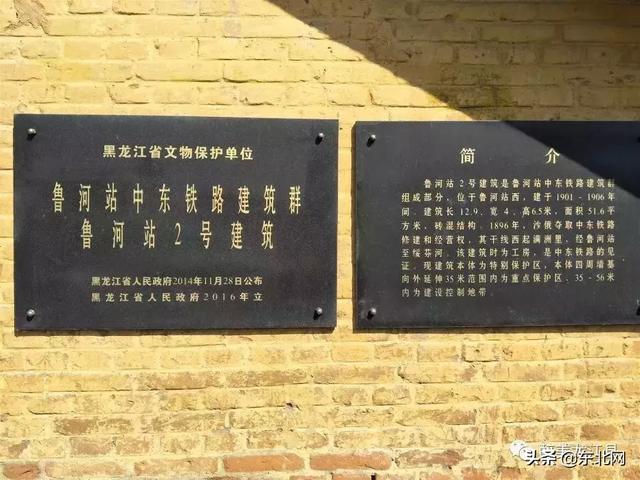 黑龙江省文物保护单位
鲁河站中东铁路建筑群
鲁河站2号建筑
黑龙江省人民政府2014年11月28日公布
黑龙江省人民政府2016年立
简介
鲁河站2号建筑是鲁河站中东铁路建筑群
组成部分,位于鲁河站西,建于1901-1906年
间。建筑长12.9,宽4,高6.5米,面积51.6平
方米,砖混结构。1896年,沙俄夺取中东铁路
修建和经营权,其干线西起满洲里,经鲁河站
至绥芬河。该建筑时为工房,是中东铁路的见
证。现建筑本体为特别保护区,本体四周墙基
向外延伸35米范围内为重点保护区,35-56米
内为建设控制地带。
头条@东北网